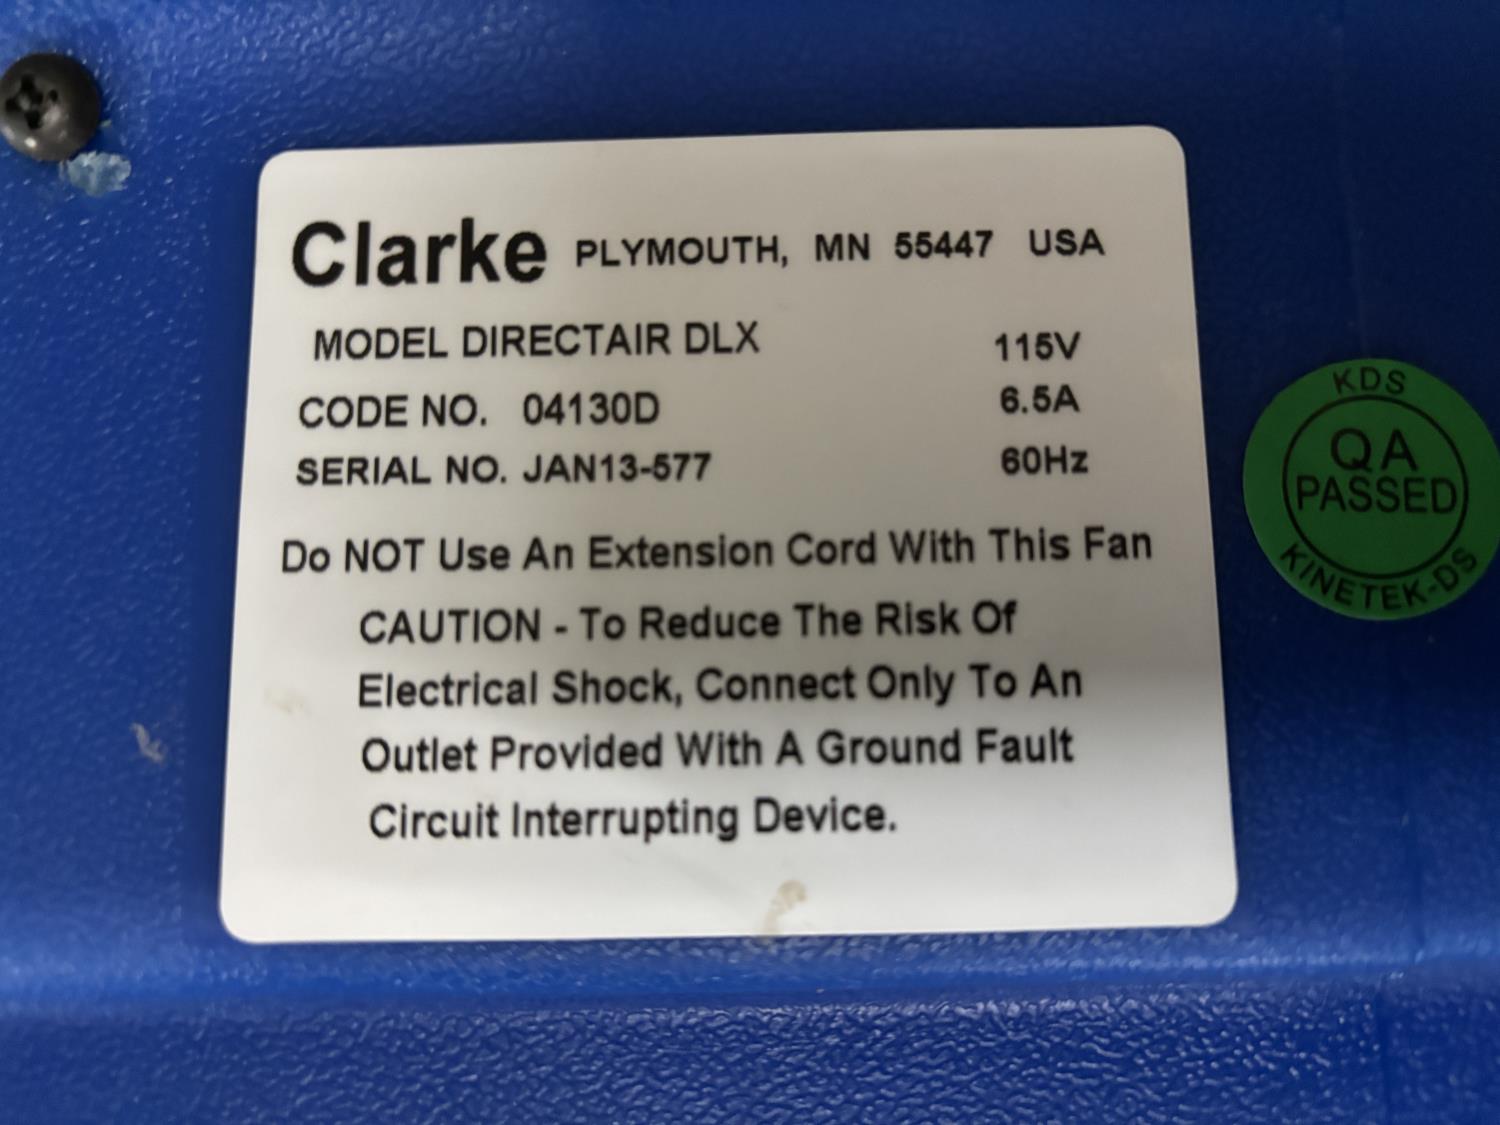 Clarke PLYMOUTH, MN 55447 USA
MODEL DIRECTAIR DLX 115V
CODE NO. 04130D 6.5A
SERIAL NO. JAN13-577 60Hz
Do NOT Use An Extension Cord With This Fan
CAUTION - To Reduce The Risk Of
Electrical Shock, Connect Only To An
Outlet Provided With A Ground Fault
Circuit Interrupting Device.
KDS
QA
PASSED
KINETEK-DS